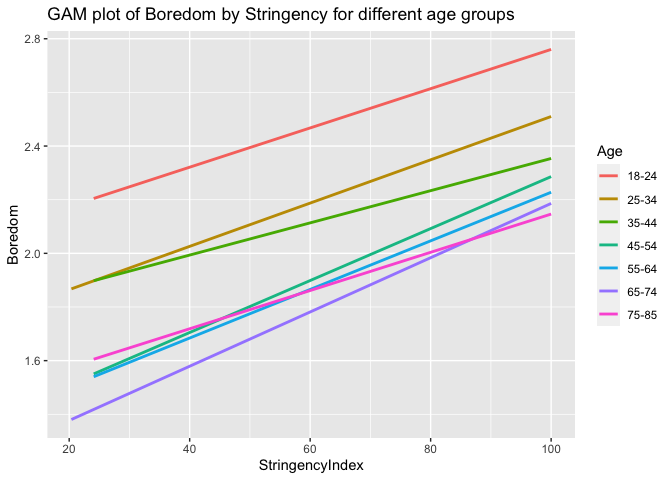 GAM plot of Boredom by Stringency for different age groups
2.8
2.4
2.0
1.6
Boredom
20 40 60 80 100
StringencyIndex
Age
18-24
25-34
35-44
45-54
55-64
65-74
75-85